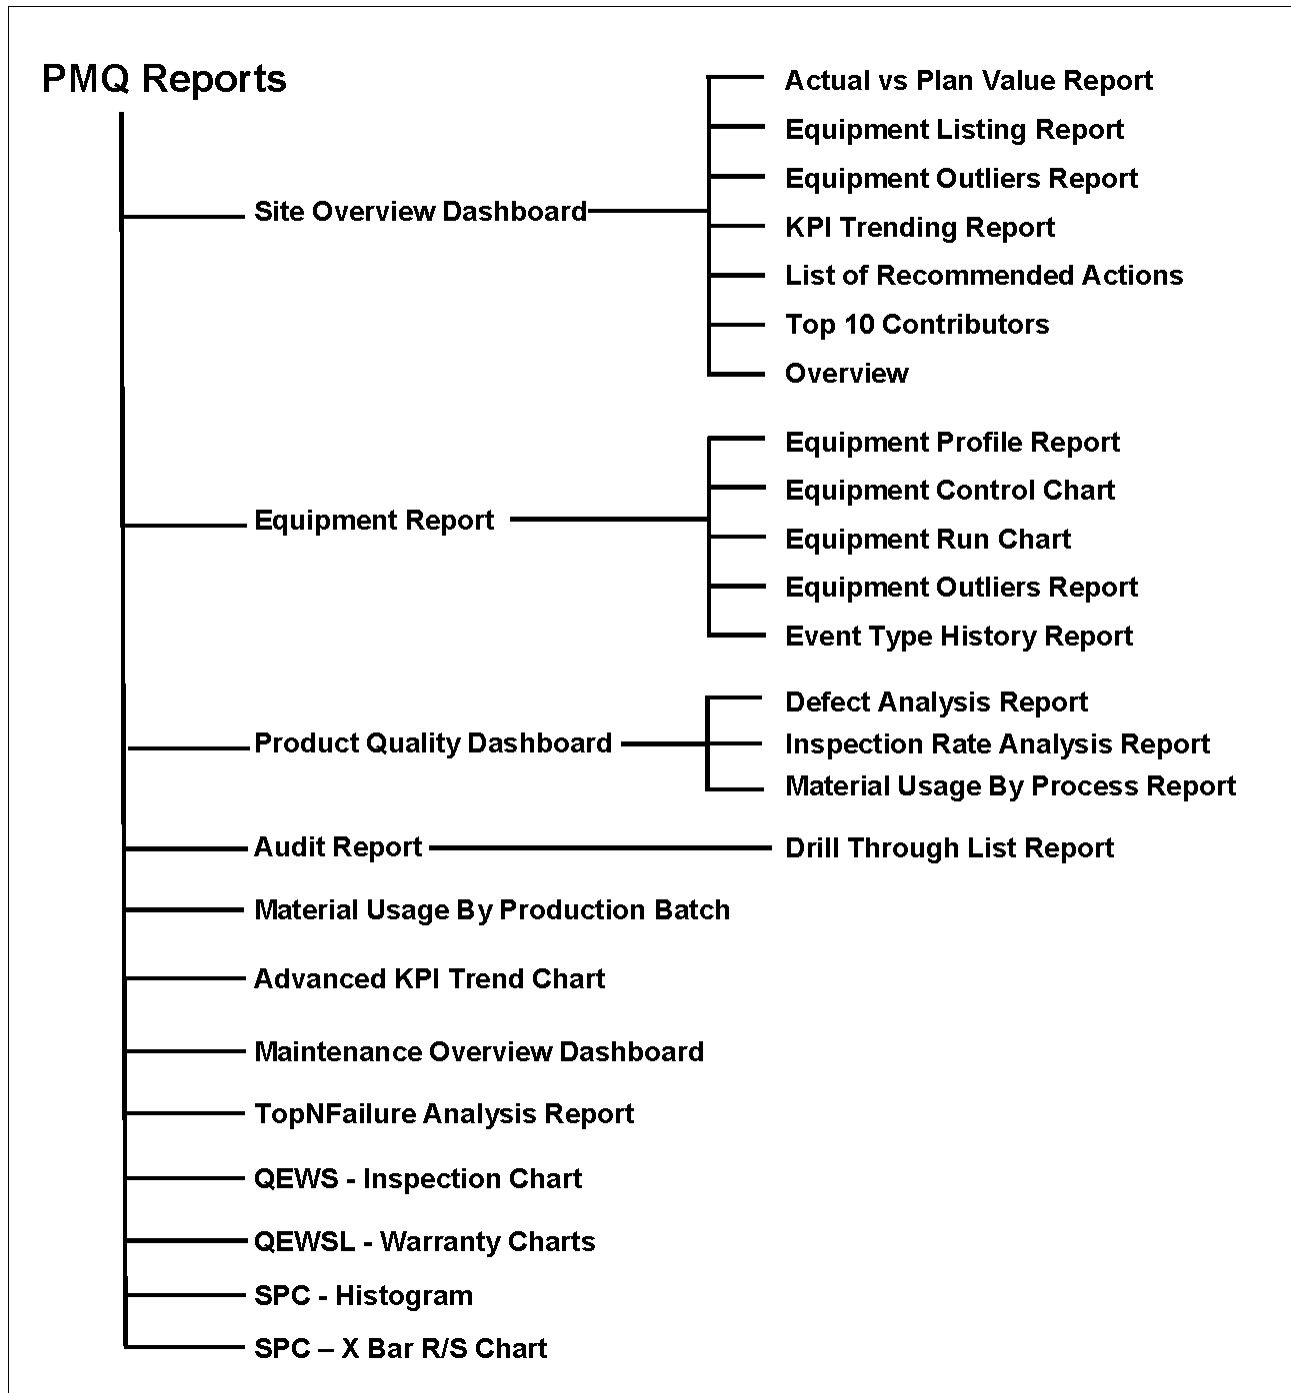 PMQ Reports
Site Overview Dashboard
Actual vs Plan Value Report
Equipment Listing Report
Equipment Outliers Report
KPI Trending Report
List of Recommended Actions
Top 10 Contributors
Overview
Equipment Report
Equipment Profile Report
Equipment Control Chart
Equipment Run Chart
Equipment Outliers Report
Event Type History Report
Product Quality Dashboard
Defect Analysis Report
Inspection Rate Analysis Report
Material Usage By Process Report
Audit Report
Drill Through List Report
Material Usage By Production Batch
Advanced KPI Trend Chart
Maintenance Overview Dashboard
TopNFailure Analysis Report
QEWS - Inspection Chart
QEWSL - Warranty Charts
SPC - Histogram
SPC – X Bar R/S Chart